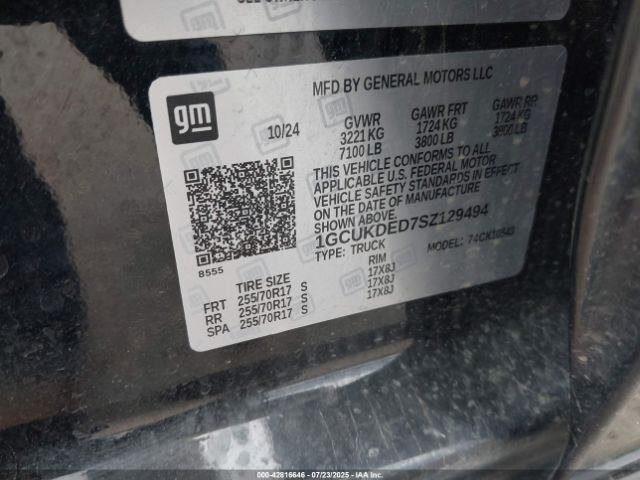 MFD BY GENERAL MOTORS LLC
gm
10/24
GVWR GAWR FRT GAWR RR
3221 KG 1724 KG 1724 KG
7100 LB 3800 LB 3800 LB
THIS VEHICLE CONFORMS TO ALL
APPLICABLE U.S. FEDERAL MOTOR
VEHICLE SAFETY STANDARDS IN EFFECT
ON THE DATE OF MANUFACTURE
SHOWN ABOVE.
1GCUKDED7SZ129494
TYPE: TRUCK MODEL: 74CK10543
8555
TIRE SIZE RIM
FRT 255/70R17 S 17X8J
RR 255/70R17 S 17X8J
SPA 255/70R17 S 17X8J
000-42816646 - 07/23/2025 - IAA Inc.